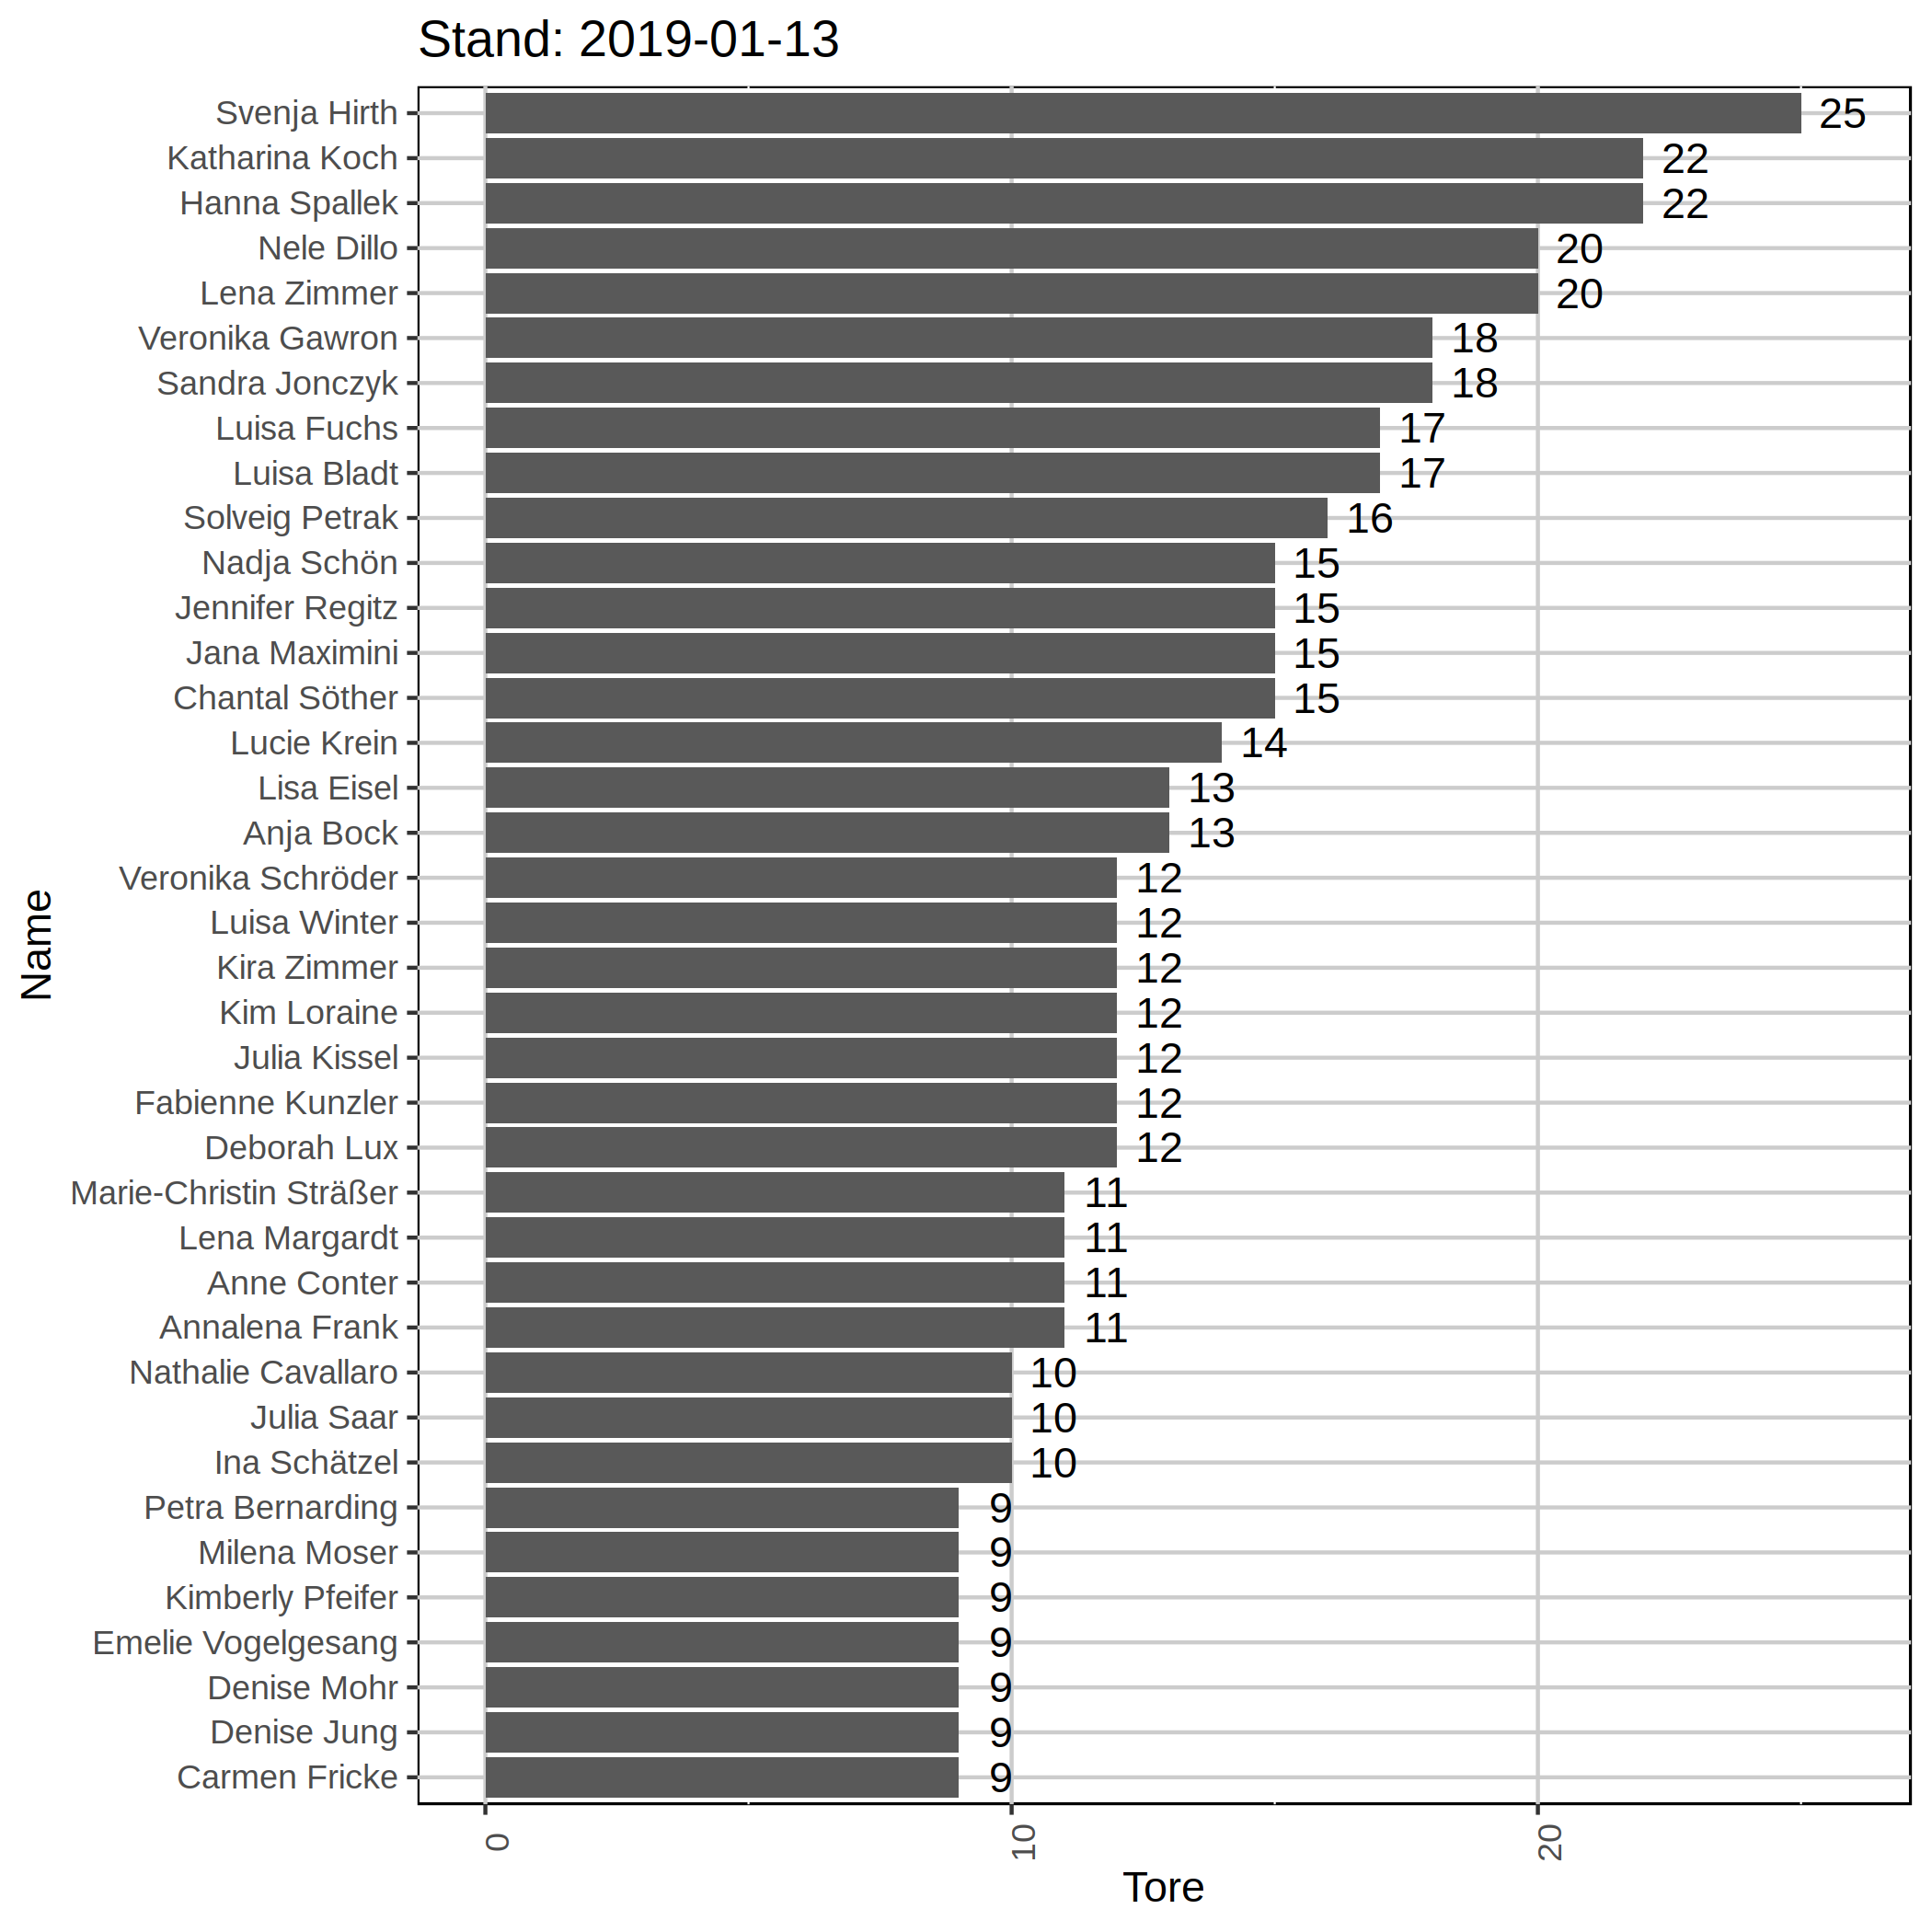 Stand: 2019-01-13
Svenja Hirth 25
Katharina Koch 22
Hanna Spallek 22
Nele Dillo 20
Lena Zimmer 20
Veronika Gawron 18
Sandra Jonczyk 18
Luisa Fuchs 17
Luisa Bladt 17
Solveig Petrak 16
Nadja Schön 15
Jennifer Regitz 15
Jana Maximini 15
Chantal Söther 15
Lucie Krein 14
Lisa Eisel 13
Anja Bock 13
Veronika Schröder 12
Luisa Winter 12
Kira Zimmer 12
Kim Loraine 12
Julia Kissel 12
Fabienne Kunzler 12
Deborah Lux 12
Marie-Christin Sträßer 11
Lena Margardt 11
Anne Conter 11
Annalena Frank 11
Nathalie Cavallaro 10
Julia Saar 10
Ina Schätzel 10
Petra Bernarding 9
Milena Moser 9
Kimberly Pfeifer 9
Emelie Vogelgesang 9
Denise Mohr 9
Denise Jung 9
Carmen Fricke 9
Name
0 10 20
Tore